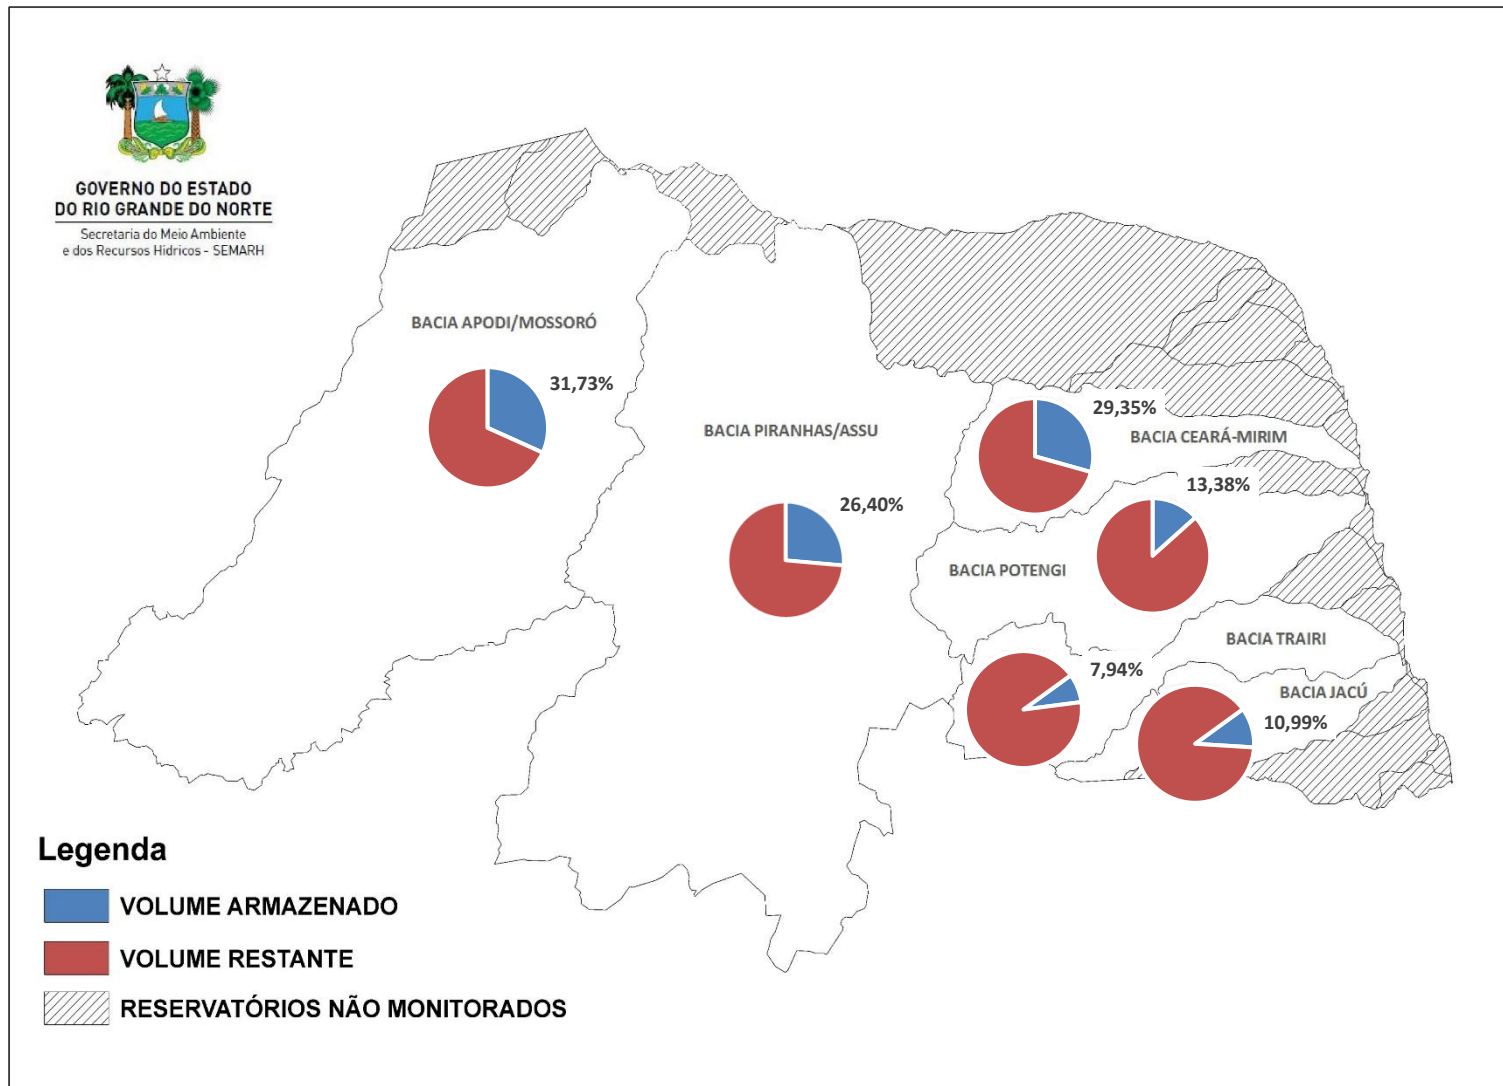 GOVERNO DO ESTADO
DO RIO GRANDE DO NORTE
Secretaria do Meio Ambiente
e dos Recursos Hídricos - SEMARH
BACIA APODI/MOSSORÓ
31,73%
BACIA PIRANHAS/ASSU
26,40%
29,35%
BACIA CEARÁ-MIRIM
13,38%
BACIA POTENGI
BACIA TRAIRI
7,94%
BACIA JACÚ
10,99%
Legenda
VOLUME ARMAZENADO
VOLUME RESTANTE
RESERVATÓRIOS NÃO MONITORADOS